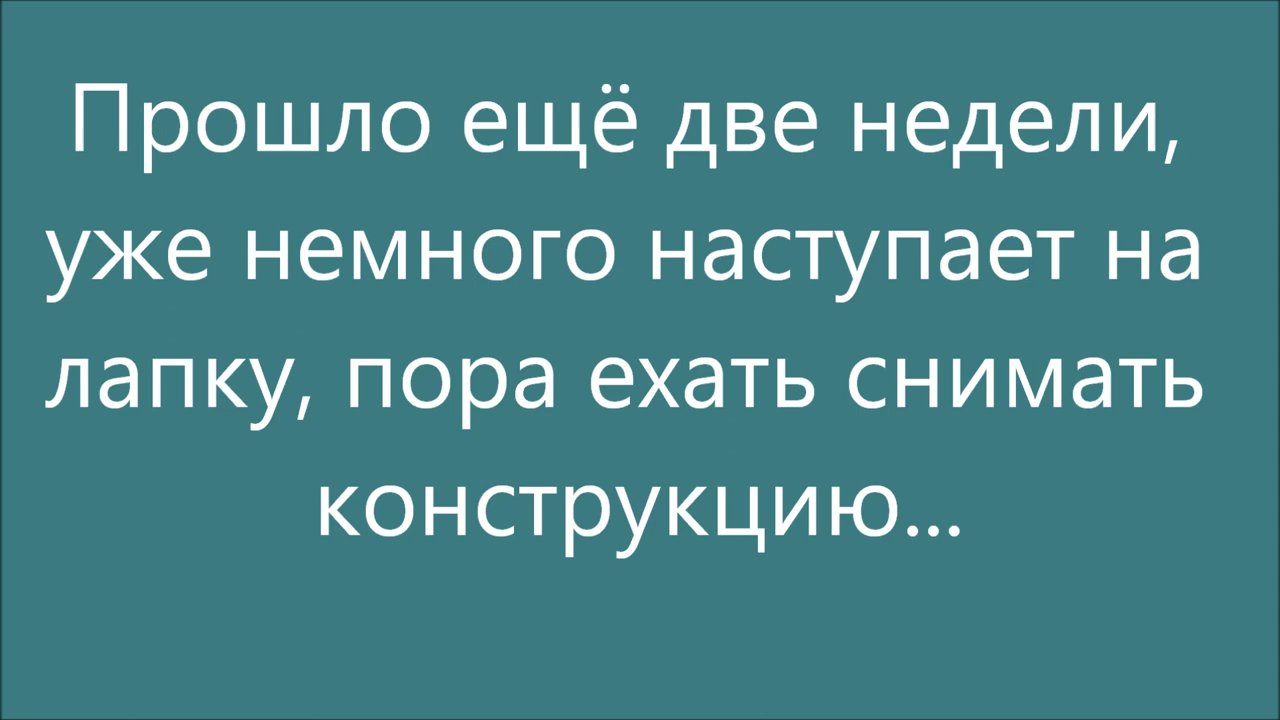 Прошло ещё две недели,
уже немного наступает на
лапку, пора ехать снимать
конструкцию...